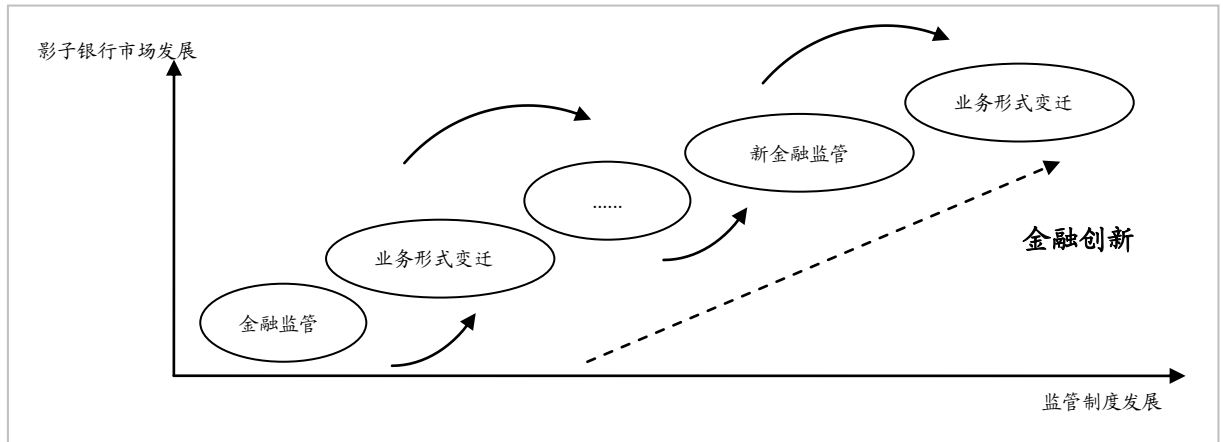 影子银行市场发展
业务形式变迁
新金融监管
......
金融创新
业务形式变迁
金融监管
监管制度发展